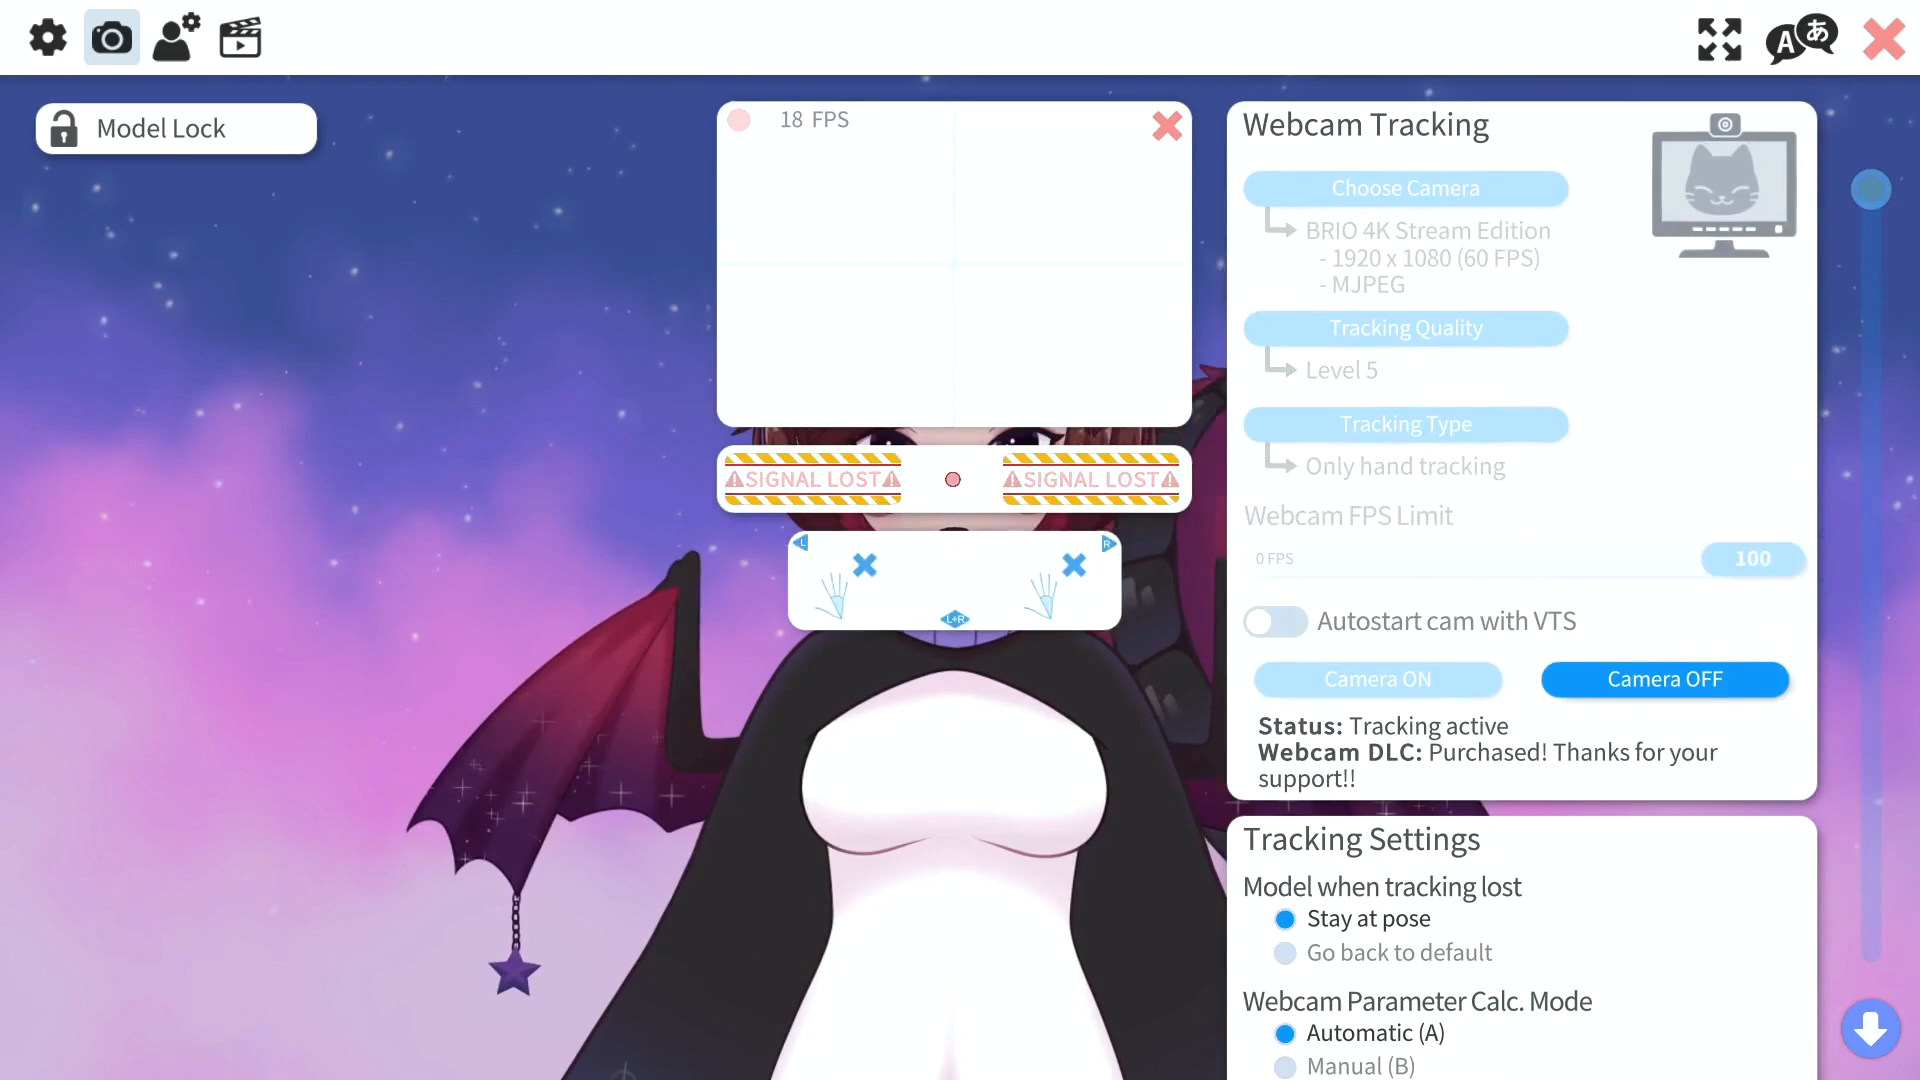 A あ
Model Lock
18 FPS
⚠SIGNAL LOST⚠
⚠SIGNAL LOST⚠
L
R
L+R
Webcam Tracking
Choose Camera
BRIO 4K Stream Edition
- 1920 x 1080 (60 FPS)
- MJPEG
Tracking Quality
Level 5
Tracking Type
Only hand tracking
Webcam FPS Limit
0 FPS
100
Autostart cam with VTS
Camera ON
Camera OFF
Status: Tracking active
Webcam DLC: Purchased! Thanks for your
support!!
Tracking Settings
Model when tracking lost
Stay at pose
Go back to default
Webcam Parameter Calc. Mode
Automatic (A)
Manual (B)